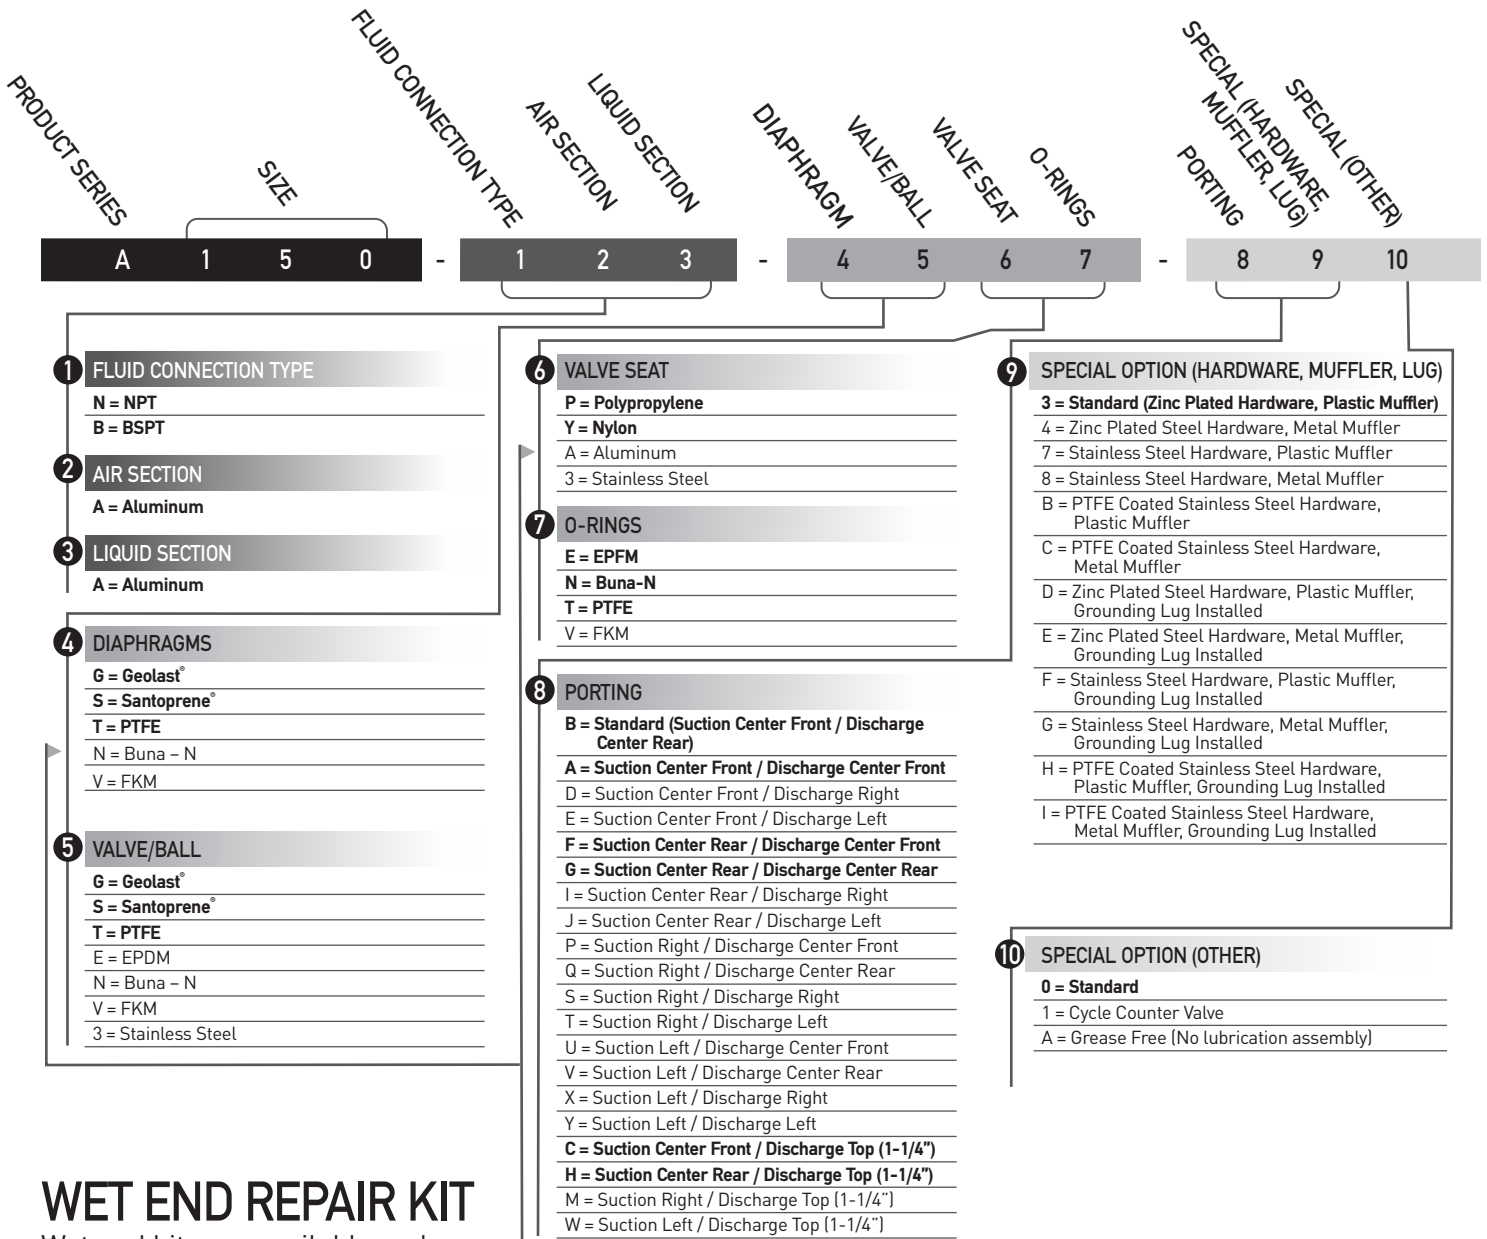 PRODUCT SERIES
SIZE
FLUID CONNECTION TYPE
AIR SECTION
LIQUID SECTION
DIAPHRAGM
VALVE/BALL
VALVE SEAT
O-RINGS
PORTING
SPECIAL (HARDWARE,
MUFFLER, LUG)
SPECIAL (OTHER)
A 1 5 0 - 1 2 3 - 4 5 6 7 - 8 9 10
1 FLUID CONNECTION TYPE
N = NPT
B = BSPT
2 AIR SECTION
A = Aluminum
3 LIQUID SECTION
A = Aluminum
4 DIAPHRAGMS
G = Geolast®
S = Santoprene®
T = PTFE
N = Buna – N
V = FKM
5 VALVE/BALL
G = Geolast®
S = Santoprene®
T = PTFE
E = EPDM
N = Buna – N
V = FKM
3 = Stainless Steel
6 VALVE SEAT
P = Polypropylene
Y = Nylon
A = Aluminum
3 = Stainless Steel
7 O-RINGS
E = EPFM
N = Buna-N
T = PTFE
V = FKM
8 PORTING
B = Standard (Suction Center Front / Discharge
Center Rear)
A = Suction Center Front / Discharge Center Front
D = Suction Center Front / Discharge Right
E = Suction Center Front / Discharge Left
F = Suction Center Rear / Discharge Center Front
G = Suction Center Rear / Discharge Center Rear
I = Suction Center Rear / Discharge Right
J = Suction Center Rear / Discharge Left
P = Suction Right / Discharge Center Front
Q = Suction Right / Discharge Center Rear
S = Suction Right / Discharge Right
T = Suction Right / Discharge Left
U = Suction Left / Discharge Center Front
V = Suction Left / Discharge Center Rear
X = Suction Left / Discharge Right
Y = Suction Left / Discharge Left
C = Suction Center Front / Discharge Top (1-1/4”)
H = Suction Center Rear / Discharge Top (1-1/4”)
M = Suction Right / Discharge Top (1-1/4”)
W = Suction Left / Discharge Top (1-1/4”)
9 SPECIAL OPTION (HARDWARE, MUFFLER, LUG)
3 = Standard (Zinc Plated Hardware, Plastic Muffler)
4 = Zinc Plated Steel Hardware, Metal Muffler
7 = Stainless Steel Hardware, Plastic Muffler
8 = Stainless Steel Hardware, Metal Muffler
B = PTFE Coated Stainless Steel Hardware,
Plastic Muffler
C = PTFE Coated Stainless Steel Hardware,
Metal Muffler
D = Zinc Plated Steel Hardware, Plastic Muffler,
Grounding Lug Installed
E = Zinc Plated Steel Hardware, Metal Muffler,
Grounding Lug Installed
F = Stainless Steel Hardware, Plastic Muffler,
Grounding Lug Installed
G = Stainless Steel Hardware, Metal Muffler,
Grounding Lug Installed
H = PTFE Coated Stainless Steel Hardware,
Plastic Muffler, Grounding Lug Installed
I = PTFE Coated Stainless Steel Hardware,
Metal Muffler, Grounding Lug Installed
10 SPECIAL OPTION (OTHER)
0 = Standard
1 = Cycle Counter Valve
A = Grease Free (No lubrication assembly)
WET END REPAIR KIT